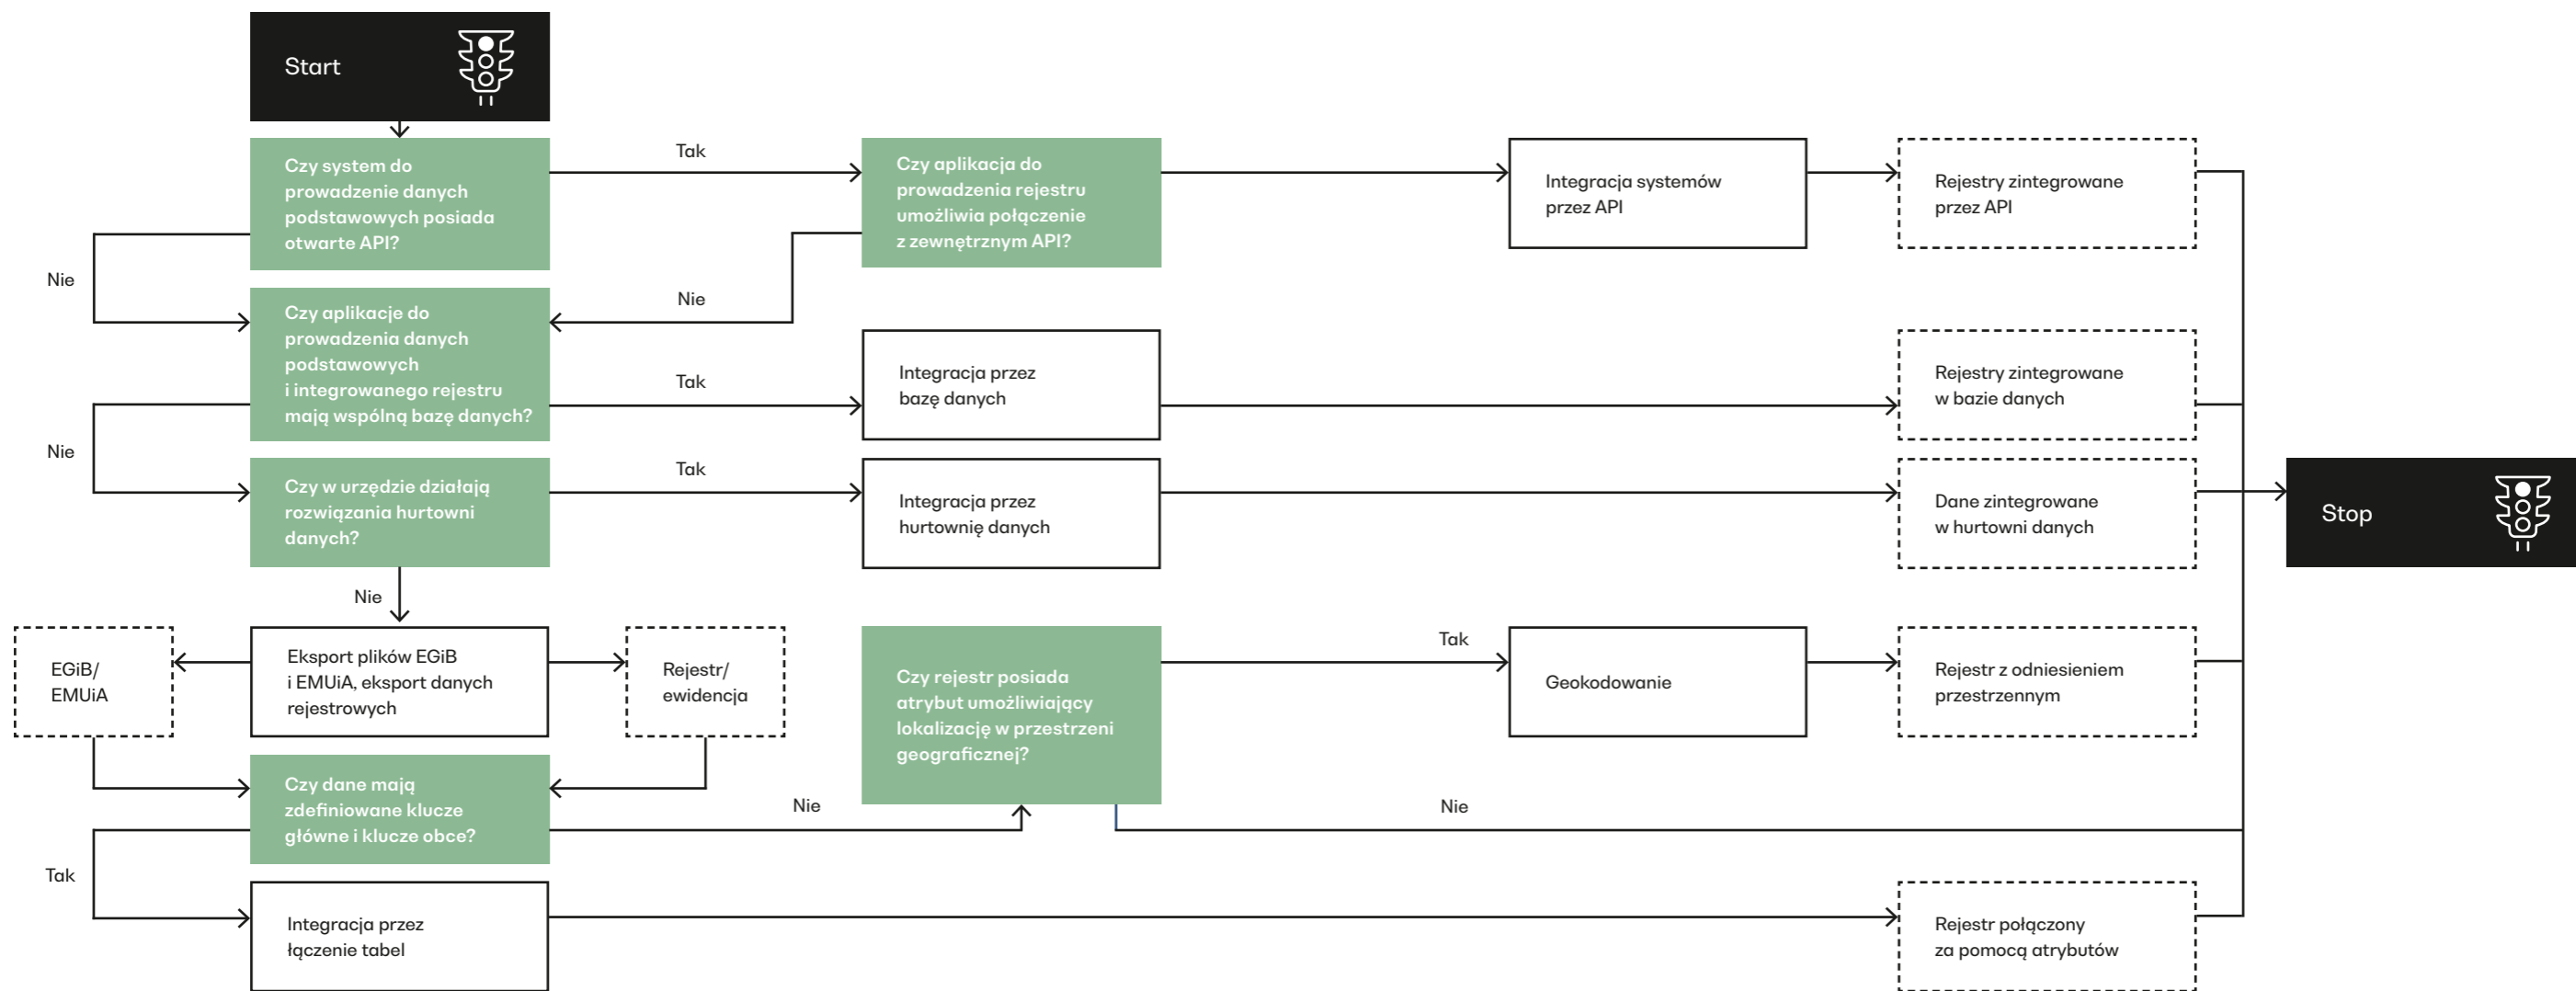 Start
Czy system do
prowadzenie danych
podstawowych posiada
otwarte API?
Tak
Czy aplikacja do
prowadzenia rejestru
umożliwia połączenie
z zewnętrznym API?
Integracja systemów
przez API
Rejestry zintegrowane
przez API
Nie
Nie
Czy aplikacje do
prowadzenia danych
podstawowych
i integrowanego rejestru
mają wspólną bazę danych?
Tak
Integracja przez
bazę danych
Rejestry zintegrowane
w bazie danych
Nie
Czy w urzędzie działają
rozwiązania hurtowni
danych?
Tak
Integracja przez
hurtownię danych
Dane zintegrowane
w hurtowni danych
Stop
Nie
EGiB/
EMUiA
Eksport plików EGiB
i EMUiA, eksport danych
rejestrowych
Rejestr/
ewidencja
Czy rejestr posiada
atrybut umożliwiający
lokalizację w przestrzeni
geograficznej?
Tak
Geokodowanie
Rejestr z odniesieniem
przestrzennym
Czy dane mają
zdefiniowane klucze
główne i klucze obce?
Nie
Nie
Tak
Integracja przez
łączenie tabel
Rejestr połączony
za pomocą atrybutów